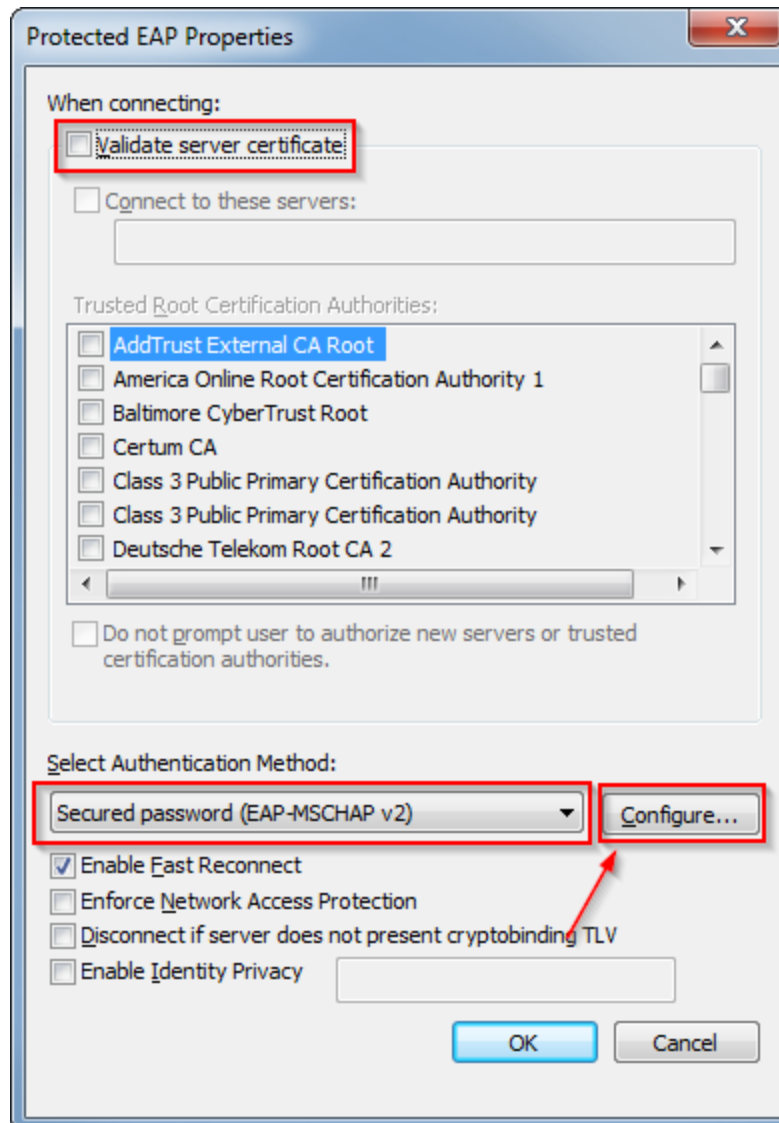 Protected EAP Properties
When connecting:
Validate server certificate
Connect to these servers:
Trusted Root Certification Authorities:
AddTrust External CA Root
America Online Root Certification Authority 1
Baltimore CyberTrust Root
Certum CA
Class 3 Public Primary Certification Authority
Class 3 Public Primary Certification Authority
Deutsche Telekom Root CA 2
Do not prompt user to authorize new servers or trusted
certification authorities.
Select Authentication Method:
Secured password (EAP-MSCHAP v2)
Configure...
Enable Fast Reconnect
Enforce Network Access Protection
Disconnect if server does not present cryptobinding TLV
Enable Identity Privacy
OK
Cancel